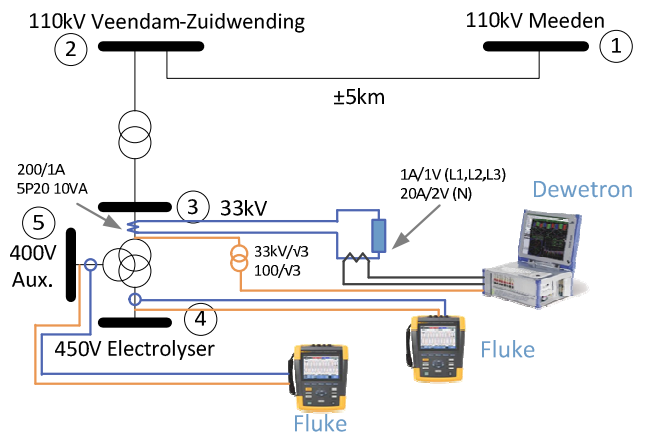 110kV Veendam-Zuidwending
110kV Meeden
2
1
±5km
200/1A
5P20 10VA
1A/1V (L1,L2,L3)
20A/2V (N)
Dewetron
3
33kV
5
400V
Aux.
33kV/√3
100/√3
4
450V Electrolyser
Fluke
Fluke